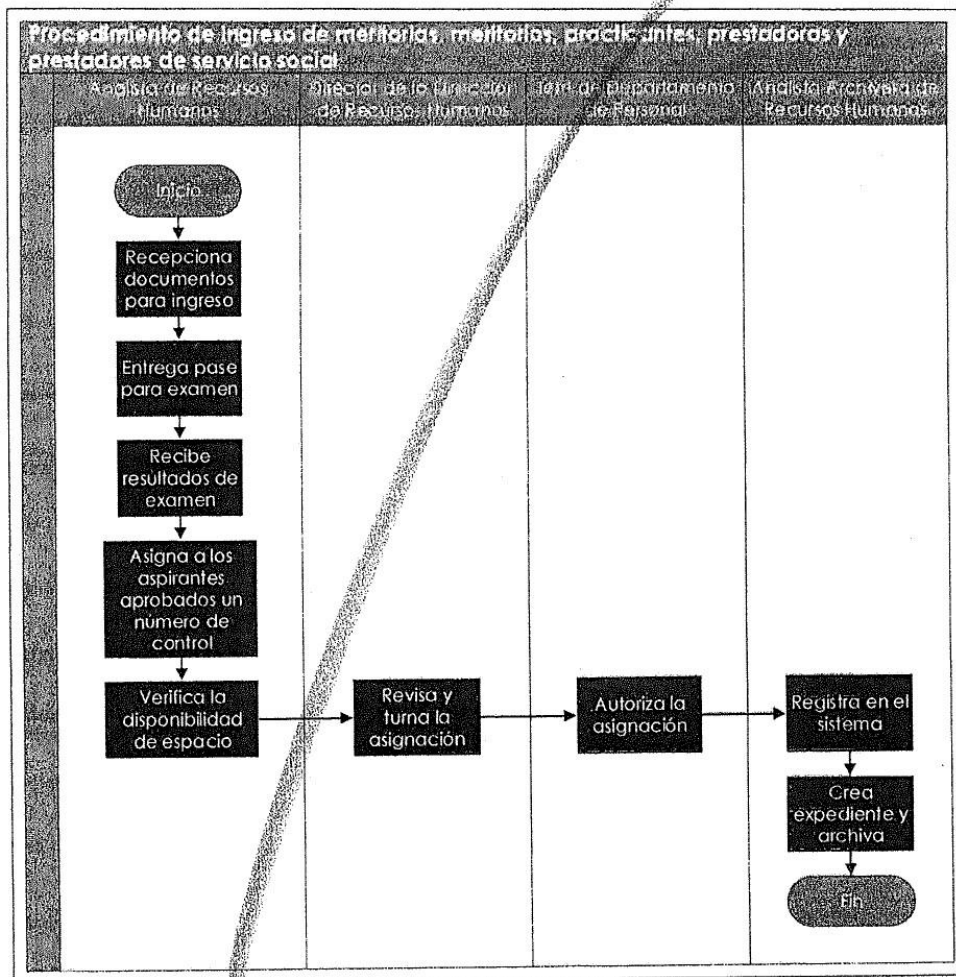 Procedimiento de ingreso de meritorias, meritorios, practicantes, prestadoras y
prestadores de servicio social
Analista de Recursos
Humanos
Director de la Dirección
de Recursos Humanos
Jefa de Departamento
de Personal
Analista Archivera de
Recursos Humanos
Inicio
Recepciona
documentos
para ingreso
Entrega pase
para examen
Recibe
resultados de
examen
Asigna a los
aspirantes
aprobados un
número de
control
Verifica la
disponibilidad
de espacio
Revisa y
turna la
asignación
Autoriza la
asignación
Registra en el
sistema
Crea
expediente y
archiva
Fin